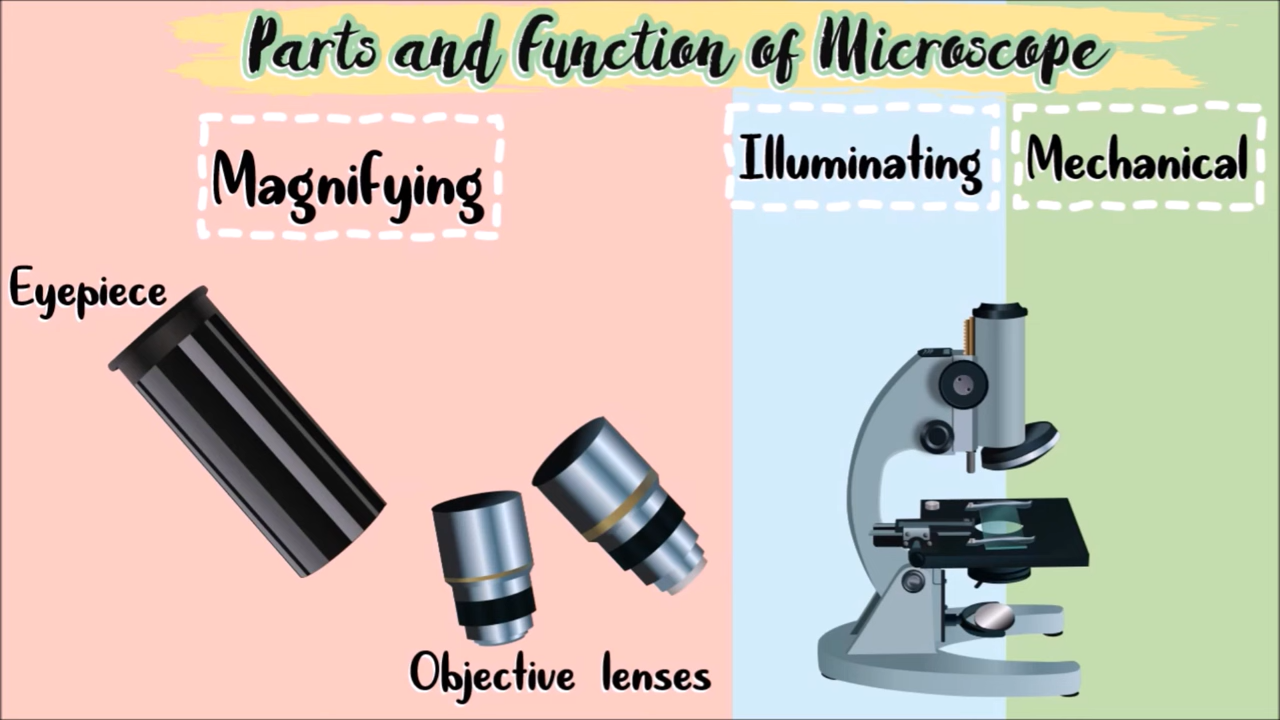 Parts and Function of Microscope
Magnifying
Illuminating
Mechanical
Eyepiece
Objective lenses